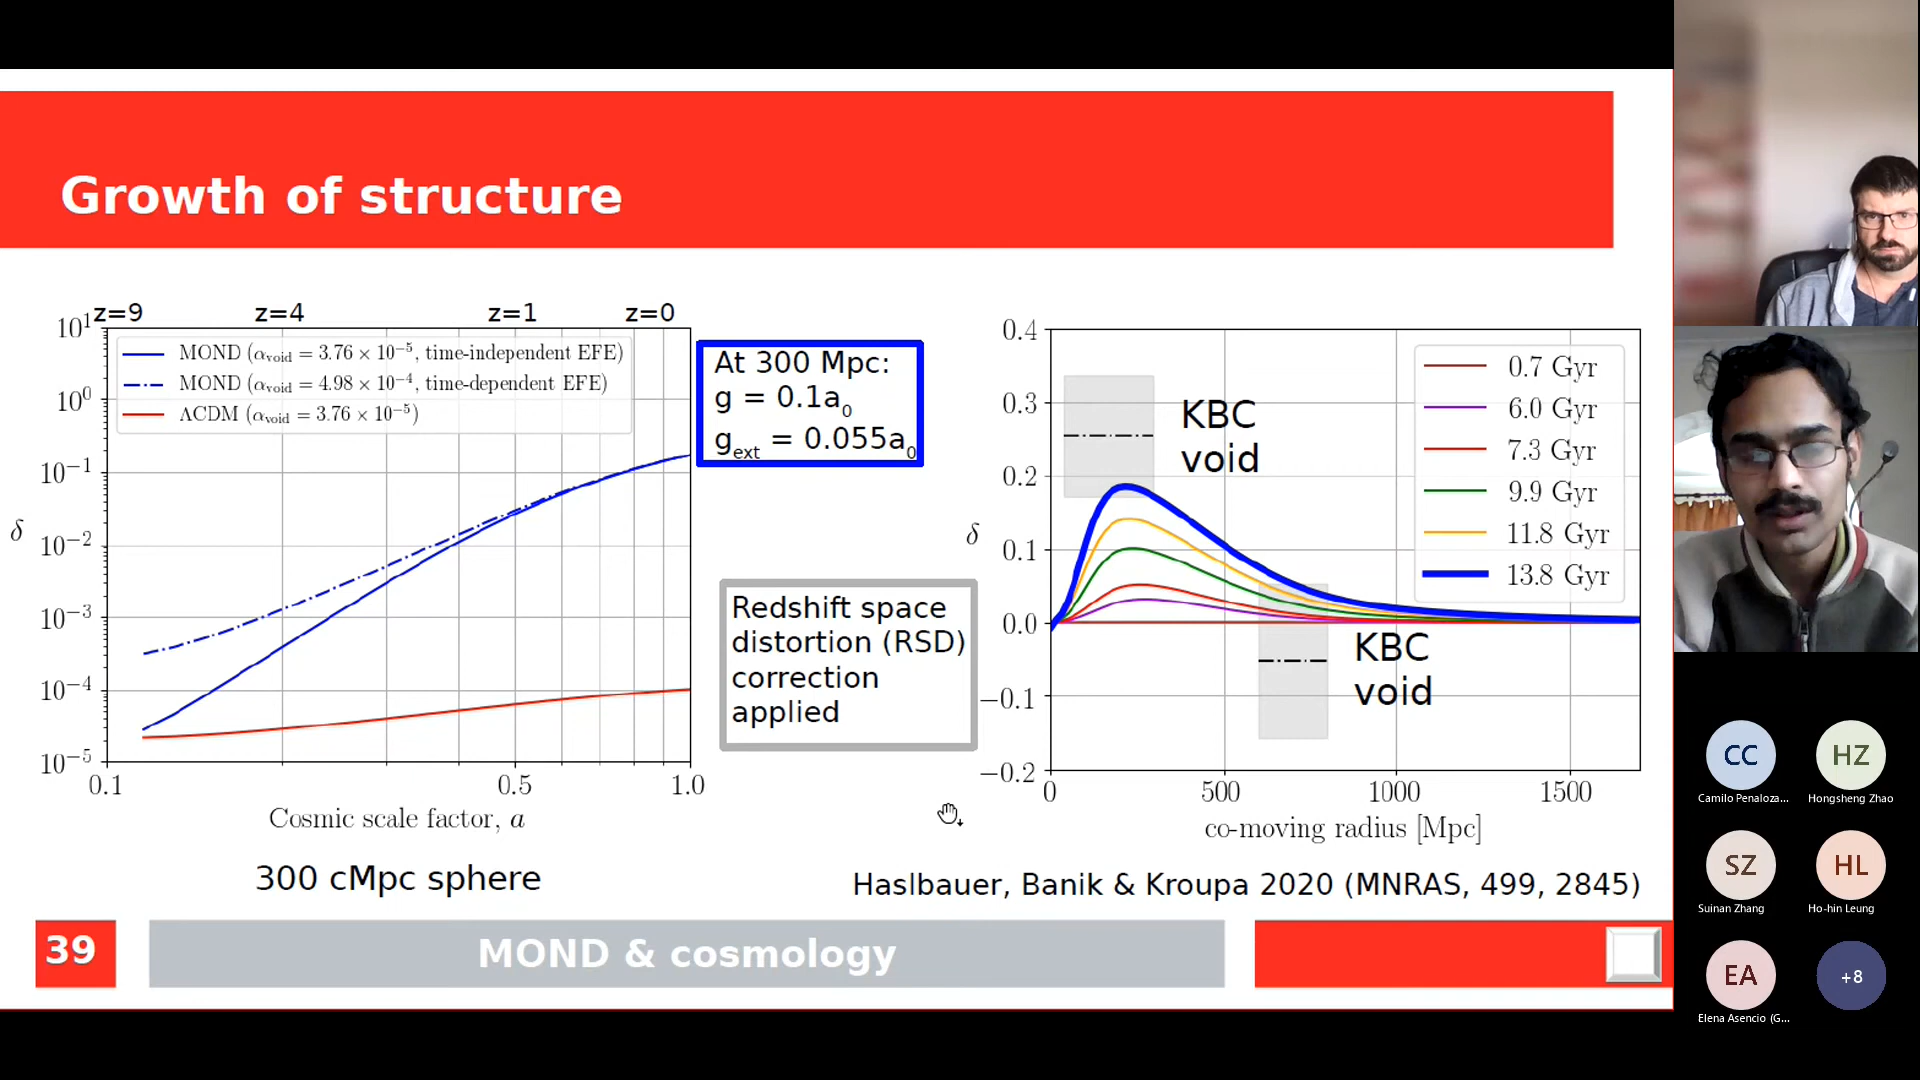 Growth of structure
z=9 z=4 z=1 z=0
10¹
10⁰
10⁻¹
10⁻²
10⁻³
10⁻⁴
10⁻⁵
δ
MOND (α_void = 3.76 × 10⁻⁵, time-independent EFE)
MOND (α_void = 4.98 × 10⁻⁴, time-dependent EFE)
ΛCDM (α_void = 3.76 × 10⁻⁵)
0.1 0.5 1.0
Cosmic scale factor, a
300 cMpc sphere
At 300 Mpc:
g = 0.1a₀
g_ext = 0.055a₀
Redshift space
distortion (RSD)
correction
applied
0.4
0.3
0.2
0.1
0.0
−0.1
−0.2
δ
KBC
void
KBC
void
0.7 Gyr
6.0 Gyr
7.3 Gyr
9.9 Gyr
11.8 Gyr
13.8 Gyr
0 500 1000 1500
co-moving radius [Mpc]
Haslbauer, Banik & Kroupa 2020 (MNRAS, 499, 2845)
39
MOND & cosmology
CC HZ
Camilo Penaloza... Hongsheng Zhao
SZ HL
Suinan Zhang Ho-hin Leung
EA +8
Elena Asencio (G...